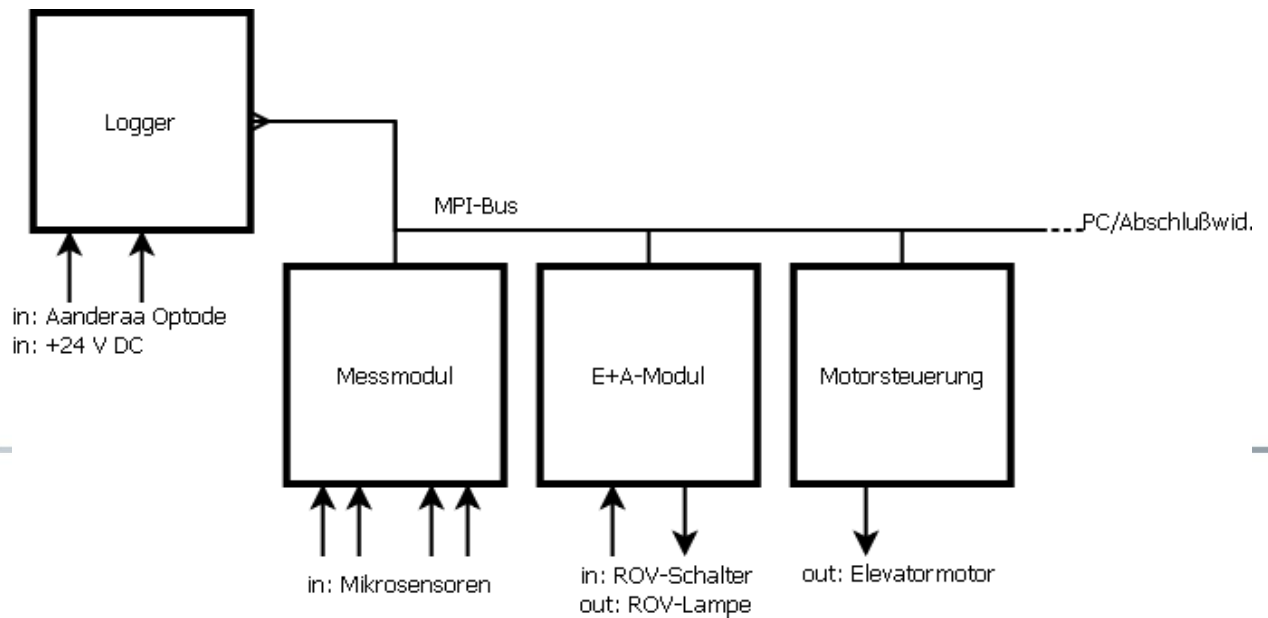 Logger
MPI-Bus
PC/Abschlußwid.
in: Aanderaa Optode
in: +24 V DC
Messmodul
E+A-Modul
Motorsteuerung
in: Mikrosensoren
in: ROV-Schalter
out: ROV-Lampe
out: Elevatormotor